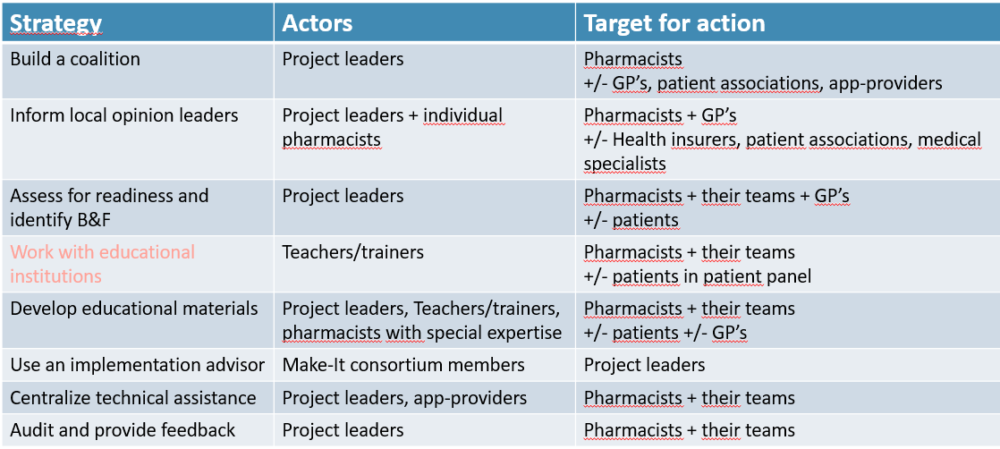 Strategy Actors Target for action
Build a coalition Project leaders Pharmacists
+/- GP’s, patient associations, app-providers
Inform local opinion leaders Project leaders + individual Pharmacists + GP’s
pharmacists +/- Health insurers, patient associations, medical
specialists
Assess for readiness and Project leaders Pharmacists + their teams + GP’s
identify B&F +/- patients
Work with educational Teachers/trainers Pharmacists + their teams
institutions +/- patients in patient panel
Develop educational materials Project leaders, Teachers/trainers, Pharmacists + their teams
pharmacists with special expertise +/- patients +/- GP’s
Use an implementation advisor Make-It consortium members Project leaders
Centralize technical assistance Project leaders, app-providers Pharmacists + their teams
Audit and provide feedback Project leaders Pharmacists + their teams